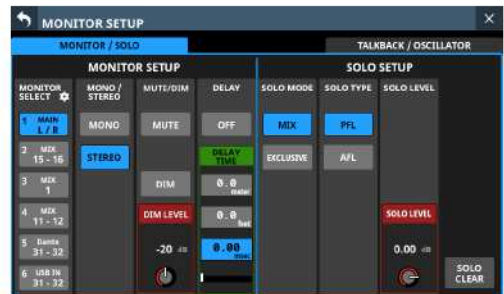 MONITOR SETUP
MONITOR / SOLO
TALKBACK / OSCILLATOR
MONITOR SETUP
SOLO SETUP
MONITOR SELECT
MONO / STEREO
MUTE/DIM
DELAY
SOLO MODE
SOLO TYPE
SOLO LEVEL
1 MAIN L / R
MONO
MUTE
OFF
MIX
PFL
2 MIX 15 - 16
STEREO
DELAY TIME
EXCLUSIVE
AFL
3 MIX 1
DIM
0.0 meter
4 MIX 11 - 12
DIM LEVEL
0.0 feet
SOLO LEVEL
5 Dante 31 - 32
-20 dB
0.00 msec
0.00 dB
6 USB IN 31 - 32
SOLO CLEAR